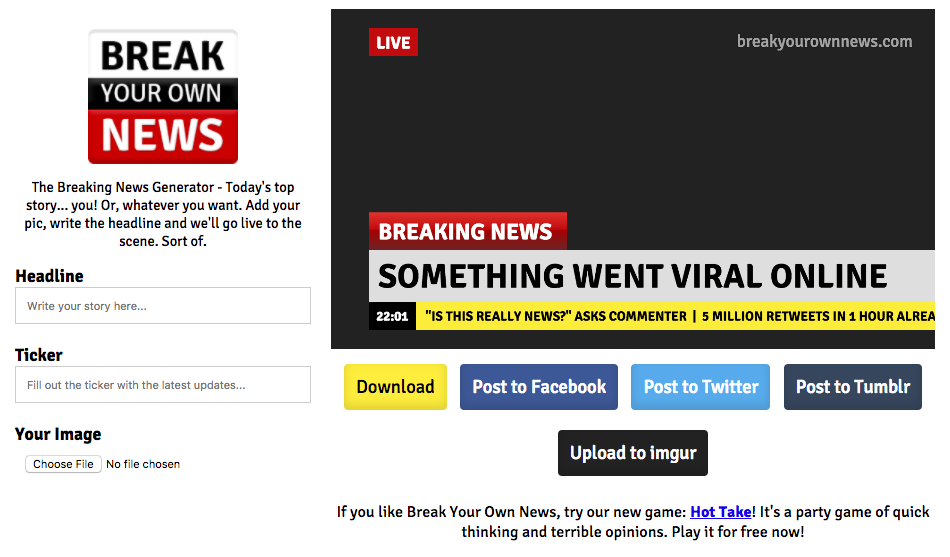 BREAK
YOUR OWN
NEWS
The Breaking News Generator - Today's top
story... you! Or, whatever you want. Add your
pic, write the headline and we'll go live to the
scene. Sort of.
Headline
Write your story here...
Ticker
Fill out the ticker with the latest updates...
Your Image
Choose File No file chosen
LIVE
breakyourownnews.com
BREAKING NEWS
SOMETHING WENT VIRAL ONLINE
22:01 "IS THIS REALLY NEWS?" ASKS COMMENTER | 5 MILLION RETWEETS IN 1 HOUR ALREA
Download Post to Facebook Post to Twitter Post to Tumblr
Upload to imgur
If you like Break Your Own News, try our new game: Hot Take! It's a party game of quick
thinking and terrible opinions. Play it for free now!